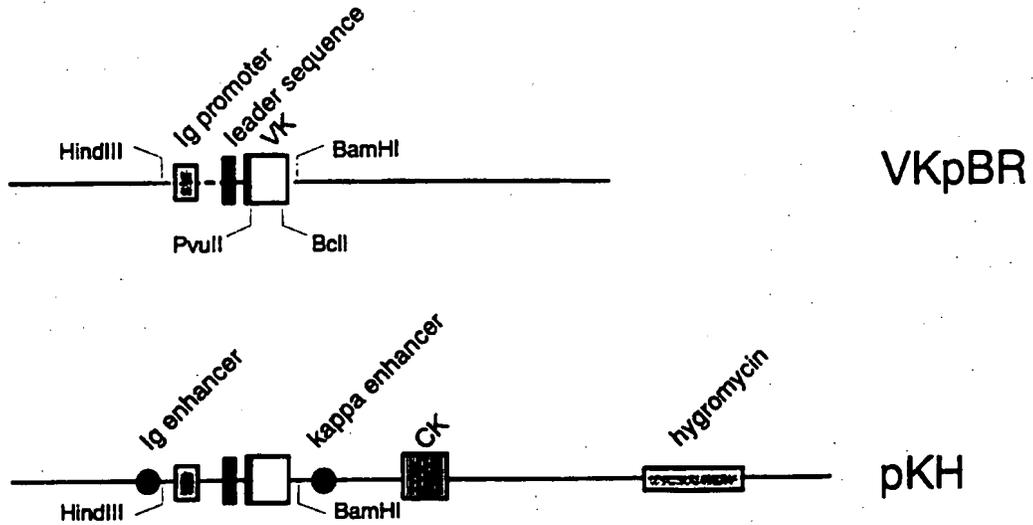 Ig promoter
leader sequence
VK
HindIII
BamHI
VKpBR
PvuII
BclI
Ig enhancer
kappa enhancer
CK
hygromycin
pKH
HindIII
BamHI